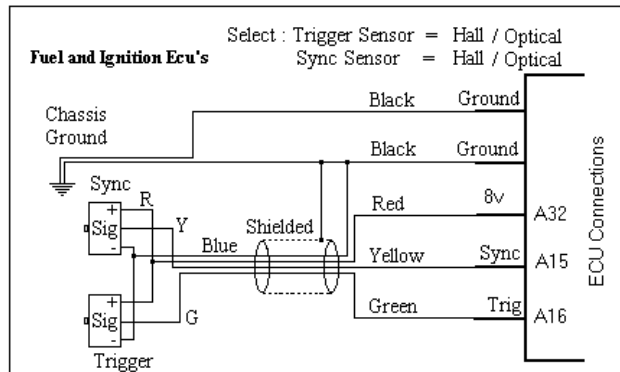 Select : Trigger Sensor = Hall / Optical
Fuel and Ignition Ecu's
Sync Sensor = Hall / Optical
Black
Ground
Chassis
Ground
Black
Ground
Sync
+
R
Sig
Y
-
Shielded
Red
8v
A32
Blue
Yellow
Sync
A15
+
Sig
G
-
Green
Trig
A16
Trigger
ECU Connections